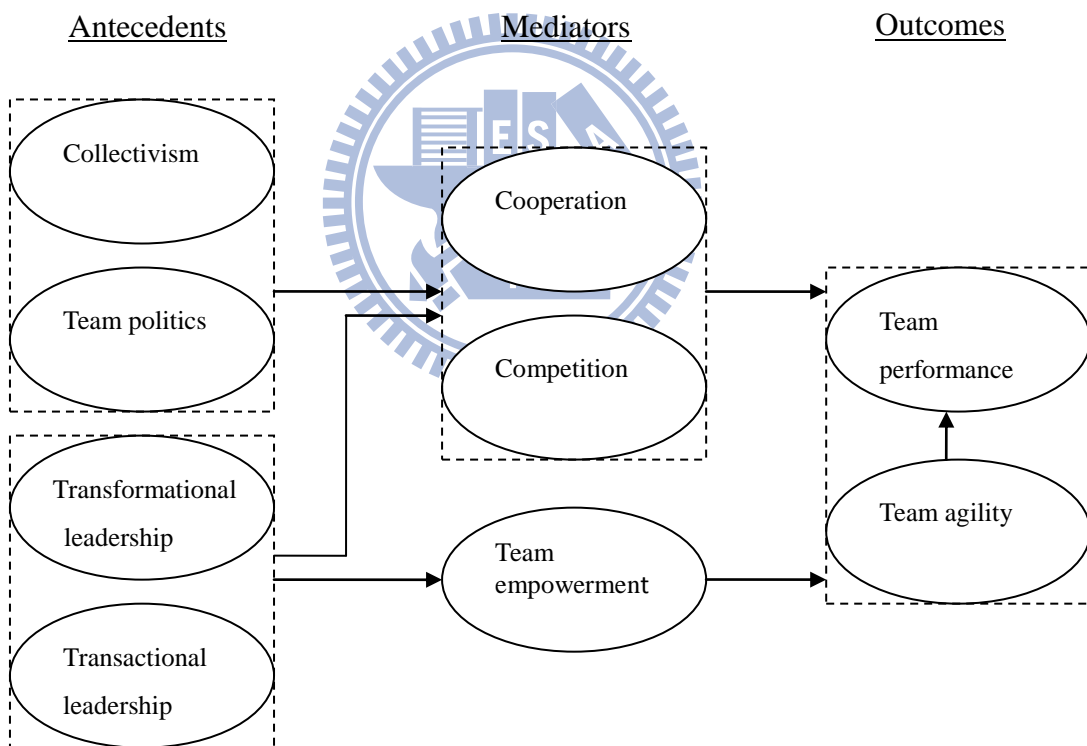 Antecedents
Mediators
Outcomes
Collectivism
Team politics
Transformational
leadership
Transactional
leadership
E S A
Cooperation
Competition
Team
empowerment
Team
performance
Team agility